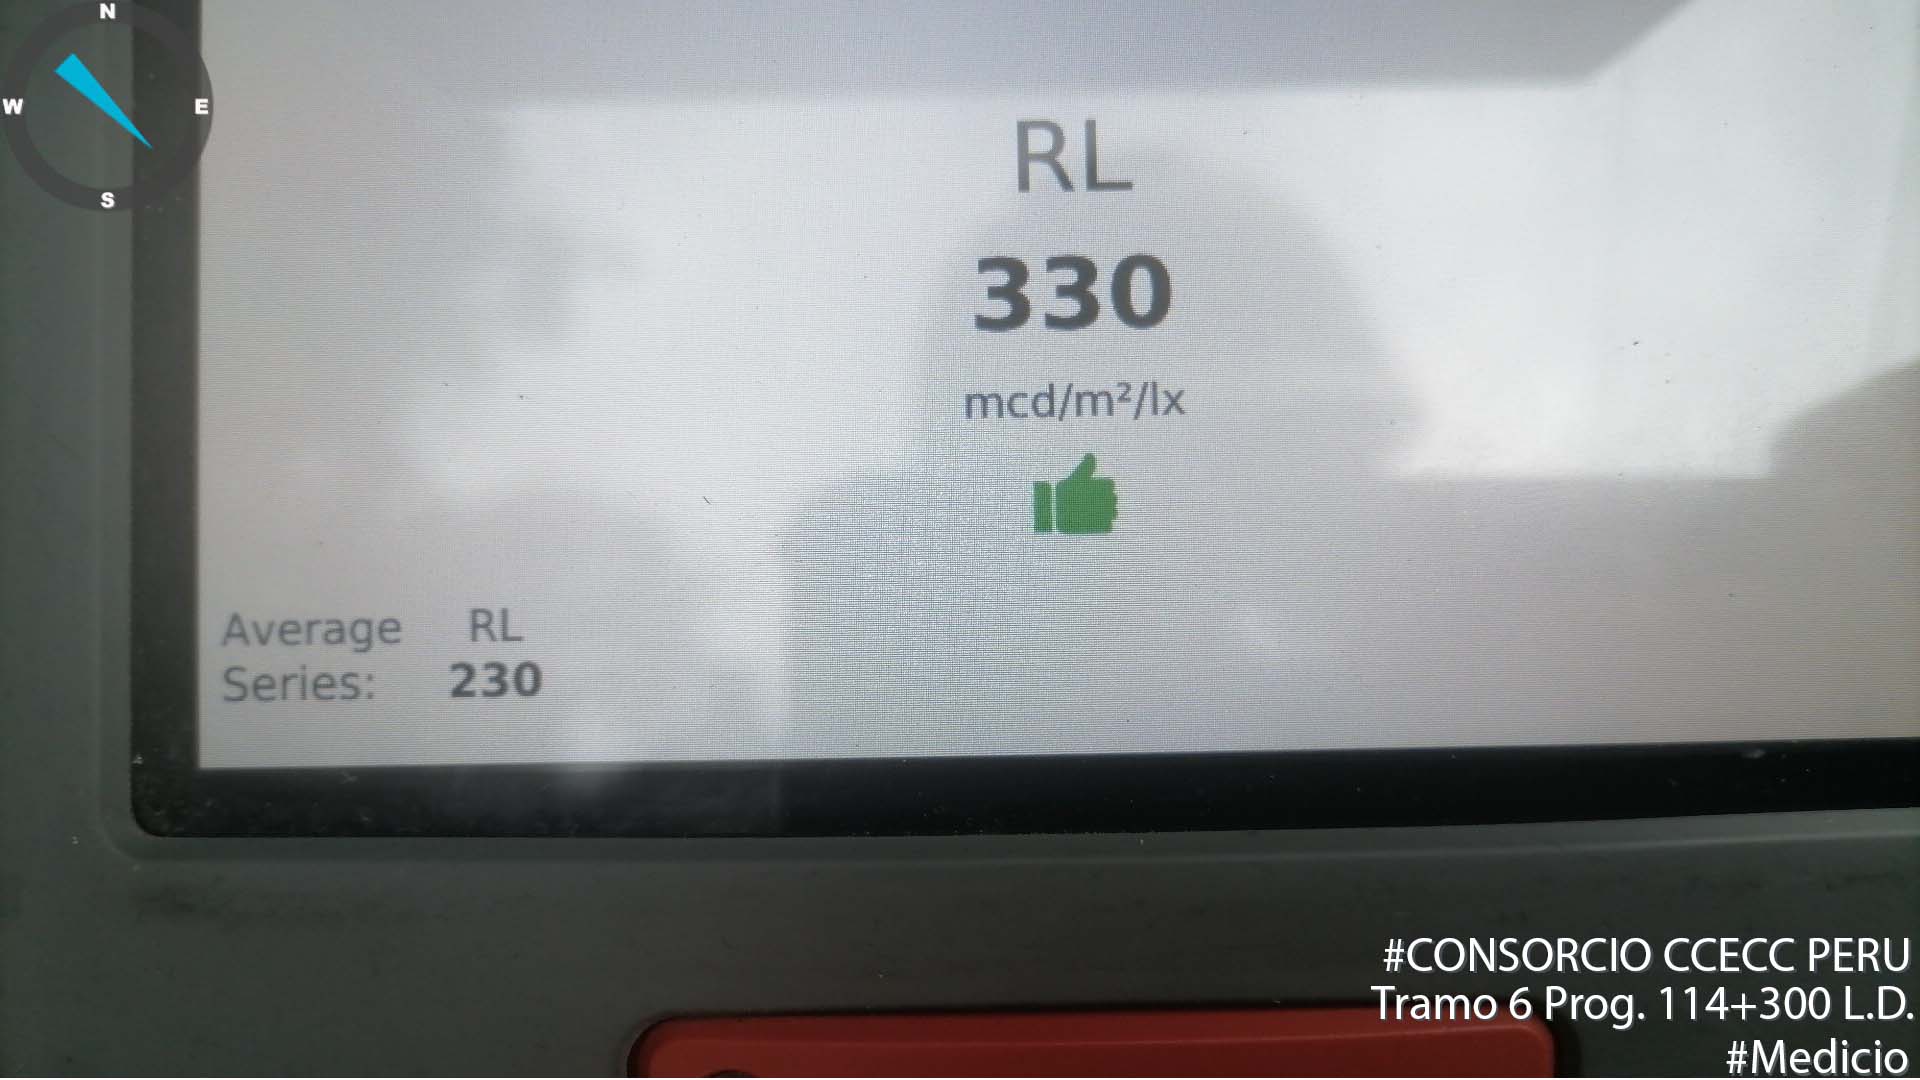 N
W
E
S
RL
330
mcd/m²/lx
Average RL
Series: 230
#CONSORCIO CCECC PERU
Tramo 6 Prog. 114+300 L.D.
#Medicio